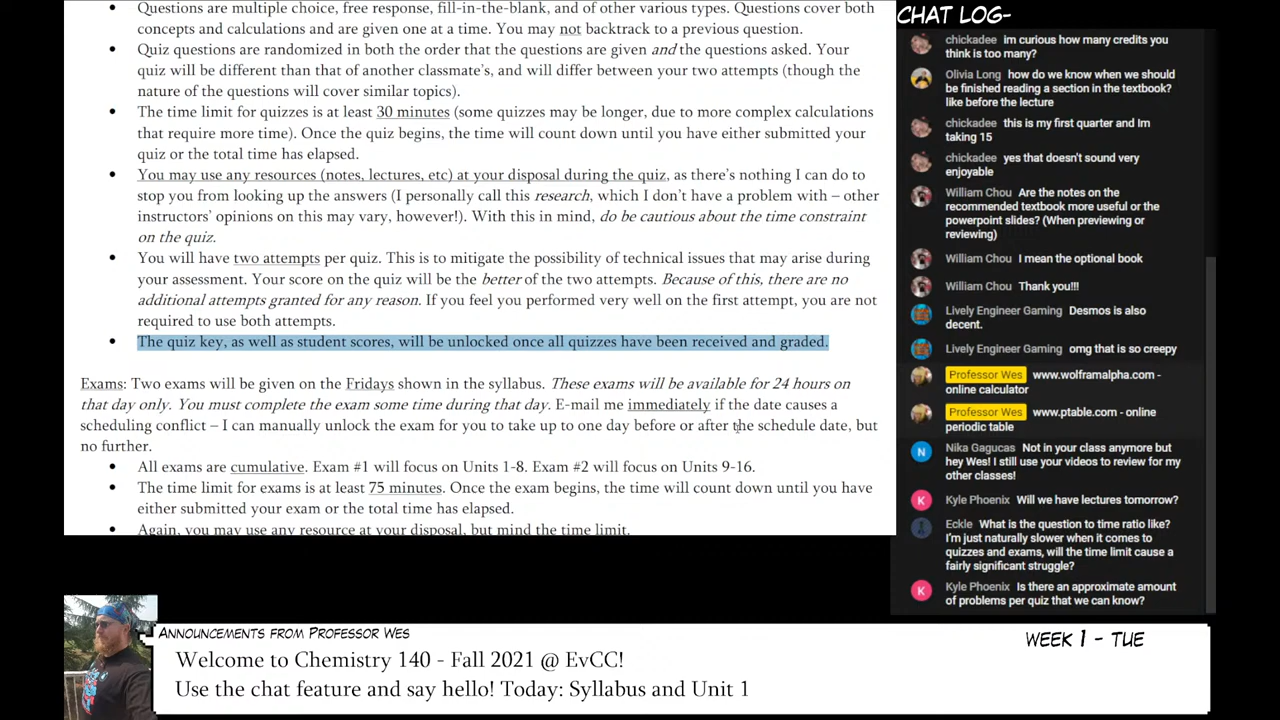 Questions are multiple choice, free response, fill-in-the-blank, and of other various types. Questions cover both
concepts and calculations and are given one at a time. You may not backtrack to a previous question.
Quiz questions are randomized in both the order that the questions are given and the questions asked. Your
quiz will be different than that of another classmate's, and will differ between your two attempts (though the
nature of the questions will cover similar topics).
The time limit for quizzes is at least 30 minutes (some quizzes may be longer, due to more complex calculations
that require more time). Once the quiz begins, the time will count down until you have either submitted your
quiz or the total time has elapsed.
You may use any resources (notes, lectures, etc) at your disposal during the quiz, as there's nothing I can do to
stop you from looking up the answers (I personally call this research, which I don't have a problem with – other
instructors' opinions on this may vary, however!). With this in mind, do be cautious about the time constraint
on the quiz.
You will have two attempts per quiz. This is to mitigate the possibility of technical issues that may arise during
your assessment. Your score on the quiz will be the better of the two attempts. Because of this, there are no
additional attempts granted for any reason. If you feel you performed very well on the first attempt, you are not
required to use both attempts.
The quiz key, as well as student scores, will be unlocked once all quizzes have been received and graded.
Exams: Two exams will be given on the Fridays shown in the syllabus. These exams will be available for 24 hours on
that day only. You must complete the exam some time during that day. E-mail me immediately if the date causes a
scheduling conflict – I can manually unlock the exam for you to take up to one day before or after the schedule date, but
no further.
All exams are cumulative. Exam #1 will focus on Units 1-8. Exam #2 will focus on Units 9-16.
The time limit for exams is at least 75 minutes. Once the exam begins, the time will count down until you have
either submitted your exam or the total time has elapsed.
Again, you may use any resource at your disposal, but mind the time limit.
CHAT LOG-
chickadee im curious how many credits you
think is too many?
Olivia Long how do we know when we should
be finished reading a section in the textbook?
like before the lecture
chickadee this is my first quarter and Im
taking 15
chickadee yes that doesn't sound very
enjoyable
William Chou Are the notes on the
recommended textbook more useful or the
powerpoint slides? (When previewing or
reviewing)
William Chou I mean the optional book
William Chou Thank you!!!
Lively Engineer Gaming Desmos is also
decent.
Lively Engineer Gaming omg that is so creepy
Professor Wes www.wolframalpha.com -
online calculator
Professor Wes www.ptable.com - online
periodic table
N
Nika Gagucas Not in your class anymore but
hey Wes! I still use your videos to review for my
other classes!
K
Kyle Phoenix Will we have lectures tomorrow?
Eckle What is the question to time ratio like?
I'm just naturally slower when it comes to
quizzes and exams, will the time limit cause a
fairly significant struggle?
K
Kyle Phoenix Is there an approximate amount
of problems per quiz that we can know?
Announcements from Professor Wes
WEEK 1 - TUE
Welcome to Chemistry 140 - Fall 2021 @ EvCC!
Use the chat feature and say hello! Today: Syllabus and Unit 1